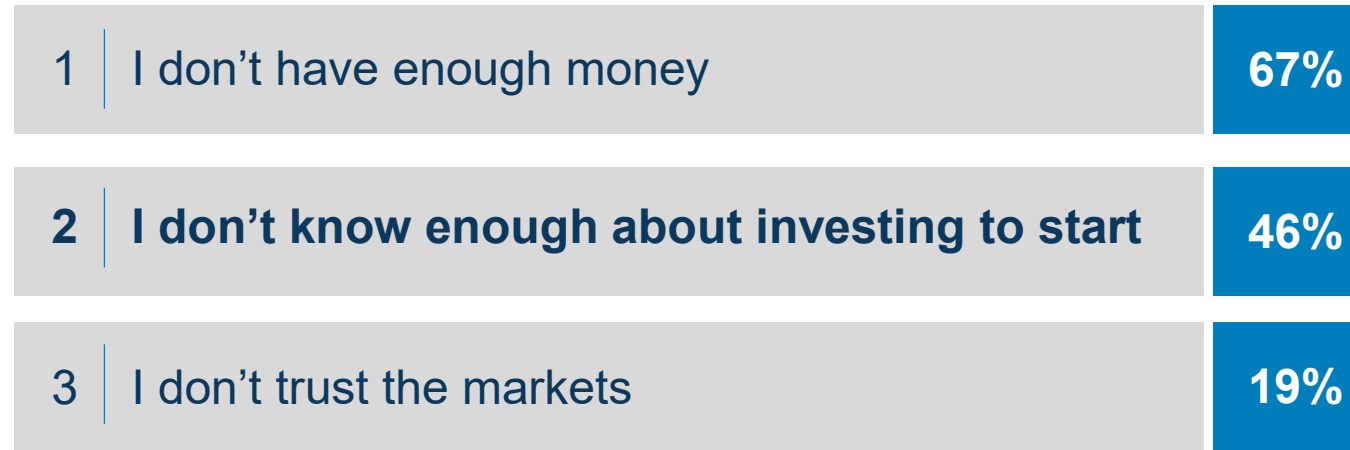 1 I don’t have enough money 67%
2 I don’t know enough about investing to start 46%
3 I don’t trust the markets 19%